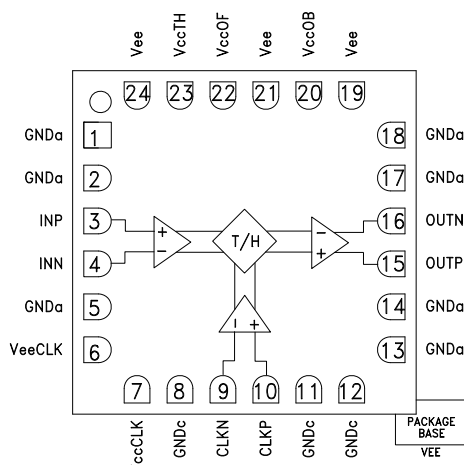 Vee
VccTH
VccOF
Vee
VccOB
Vee
24
23
22
21
20
19
GNDa
1
18
GNDa
GNDa
2
17
GNDa
INP
3
+
−
16
OUTN
T/H
INN
4
−
+
15
OUTP
GNDa
5
14
GNDa
− +
VeeCLK
6
13
GNDa
7
8
9
10
11
12
ccCLK
GNDc
CLKN
CLKP
GNDc
GNDc
PACKAGE
BASE
VEE